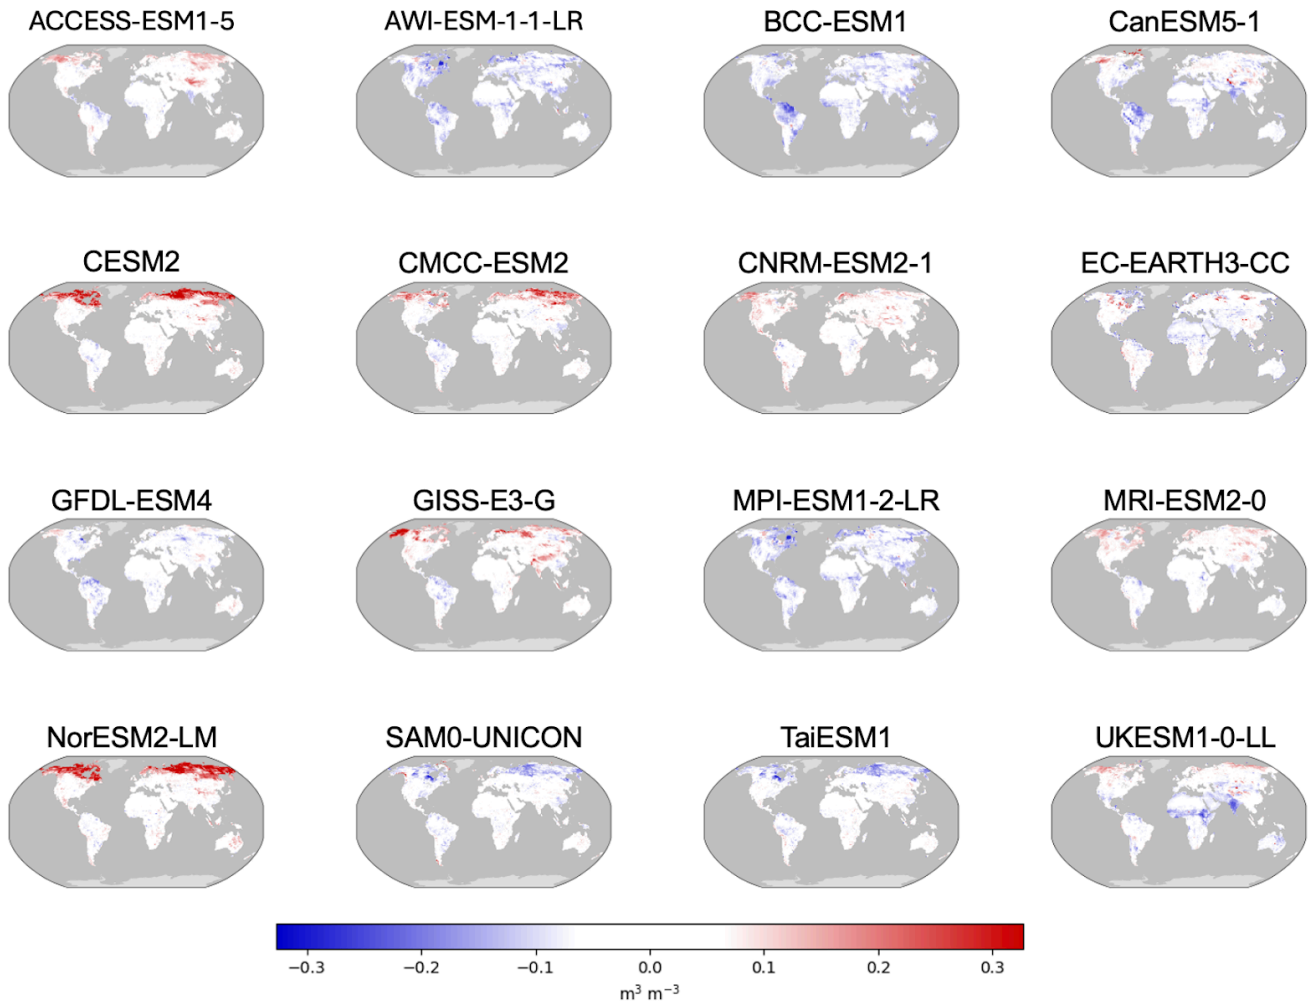 ACCESS-ESM1-5 AWI-ESM-1-1-LR BCC-ESM1 CanESM5-1
CESM2 CMCC-ESM2 CNRM-ESM2-1 EC-EARTH3-CC
GFDL-ESM4 GISS-E3-G MPI-ESM1-2-LR MRI-ESM2-0
NorESM2-LM SAM0-UNICON TaiESM1 UKESM1-0-LL
−0.3 −0.2 −0.1 0.0 0.1 0.2 0.3
m³ m⁻³